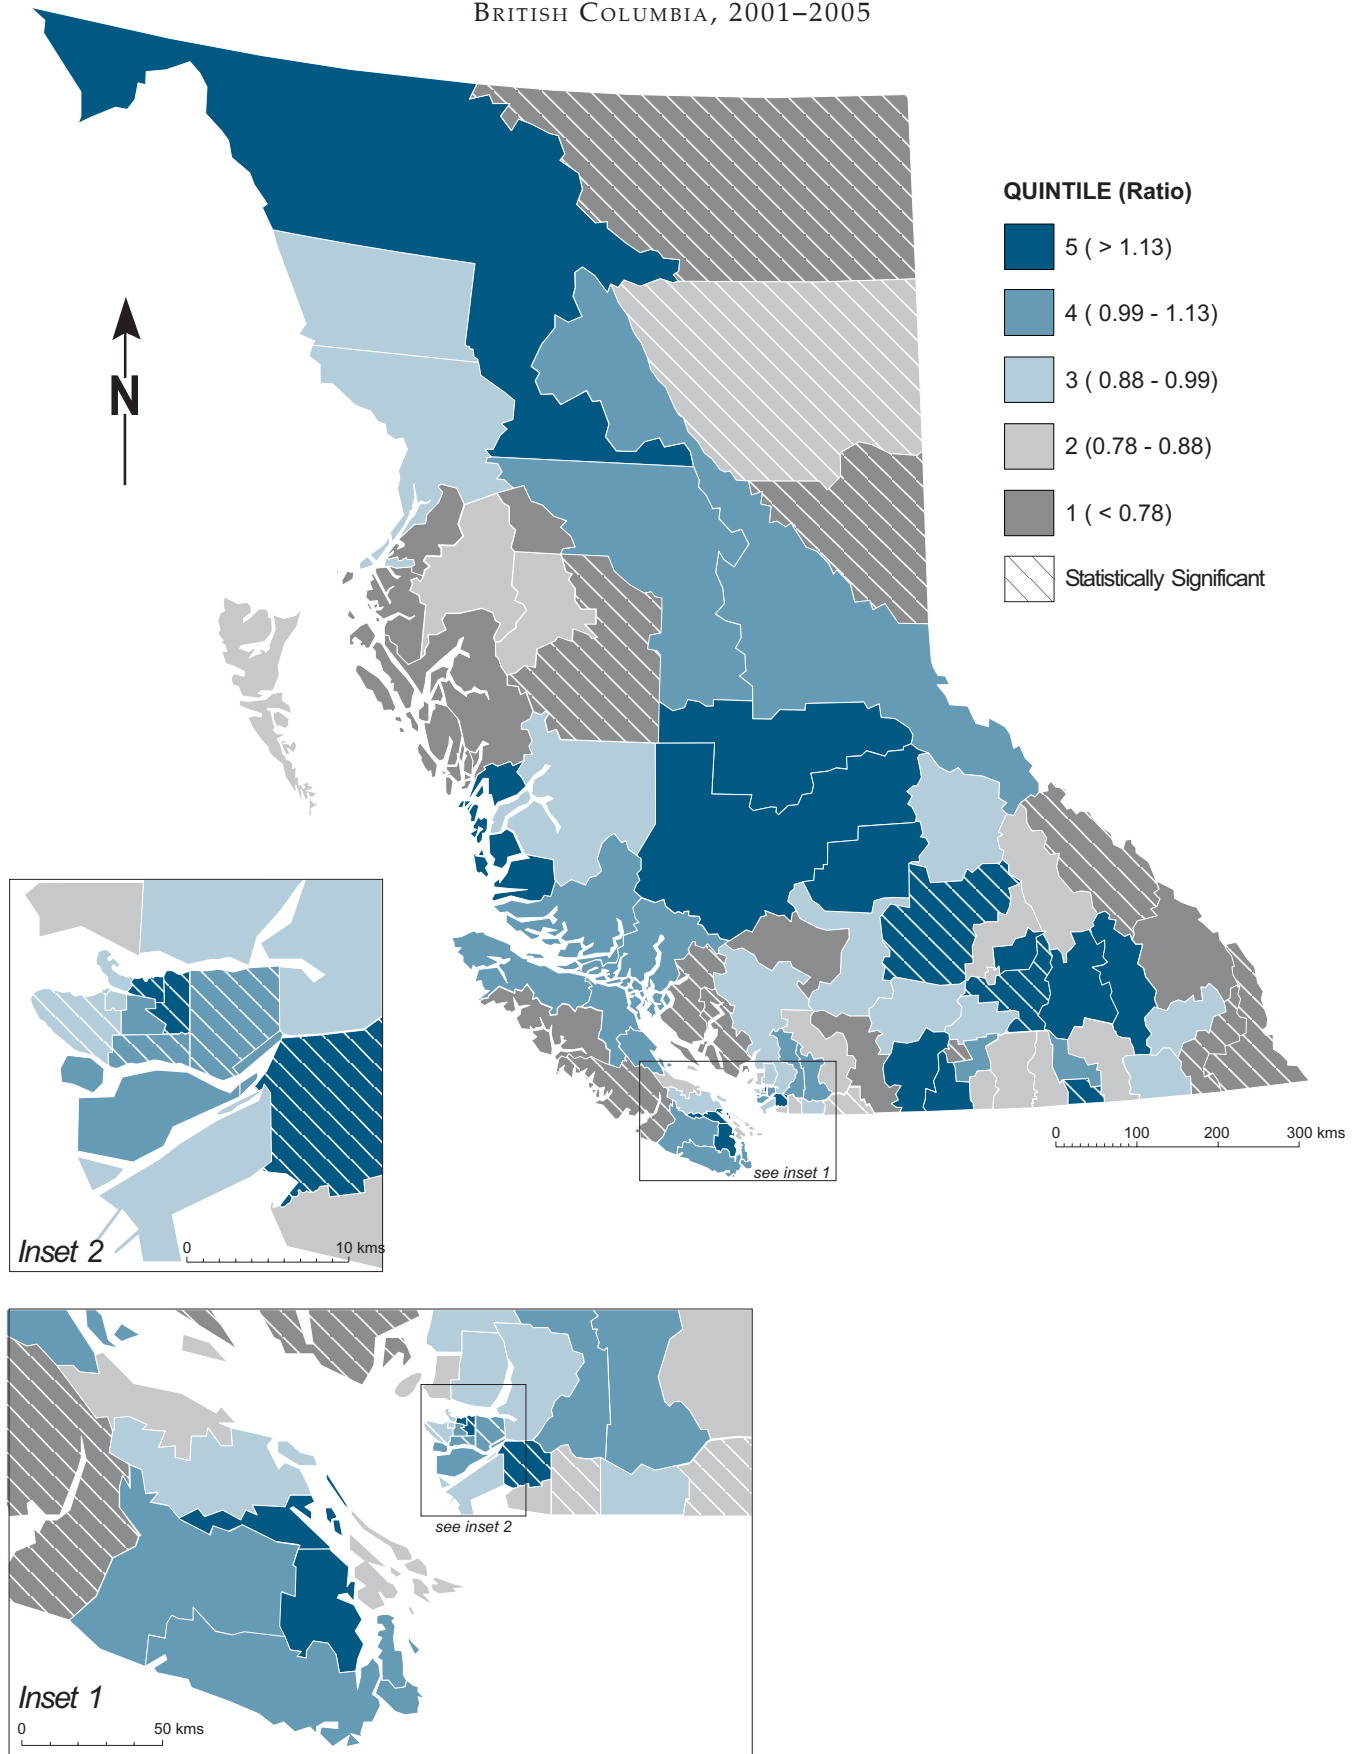 BRITISH COLUMBIA, 2001–2005
QUINTILE (Ratio)
5 ( > 1.13)
4 ( 0.99 - 1.13)
3 ( 0.88 - 0.99)
2 (0.78 - 0.88)
1 ( < 0.78)
Statistically Significant
N
0 100 200 300 kms
see inset 1
Inset 2
0 10 kms
see inset 2
Inset 1
0 50 kms